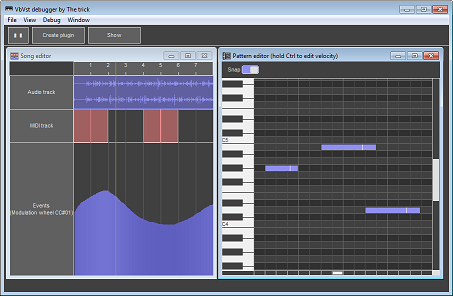 VbVst debugger by The trick
File View Debug Window
Create plugin Show
Song editor
1 2 3 4 5 6 7
Audio track
MIDI track
Events
(Modulation wheel CC#01)
Pattern editor (hold Ctrl to edit velocity)
Snap
C5
C4